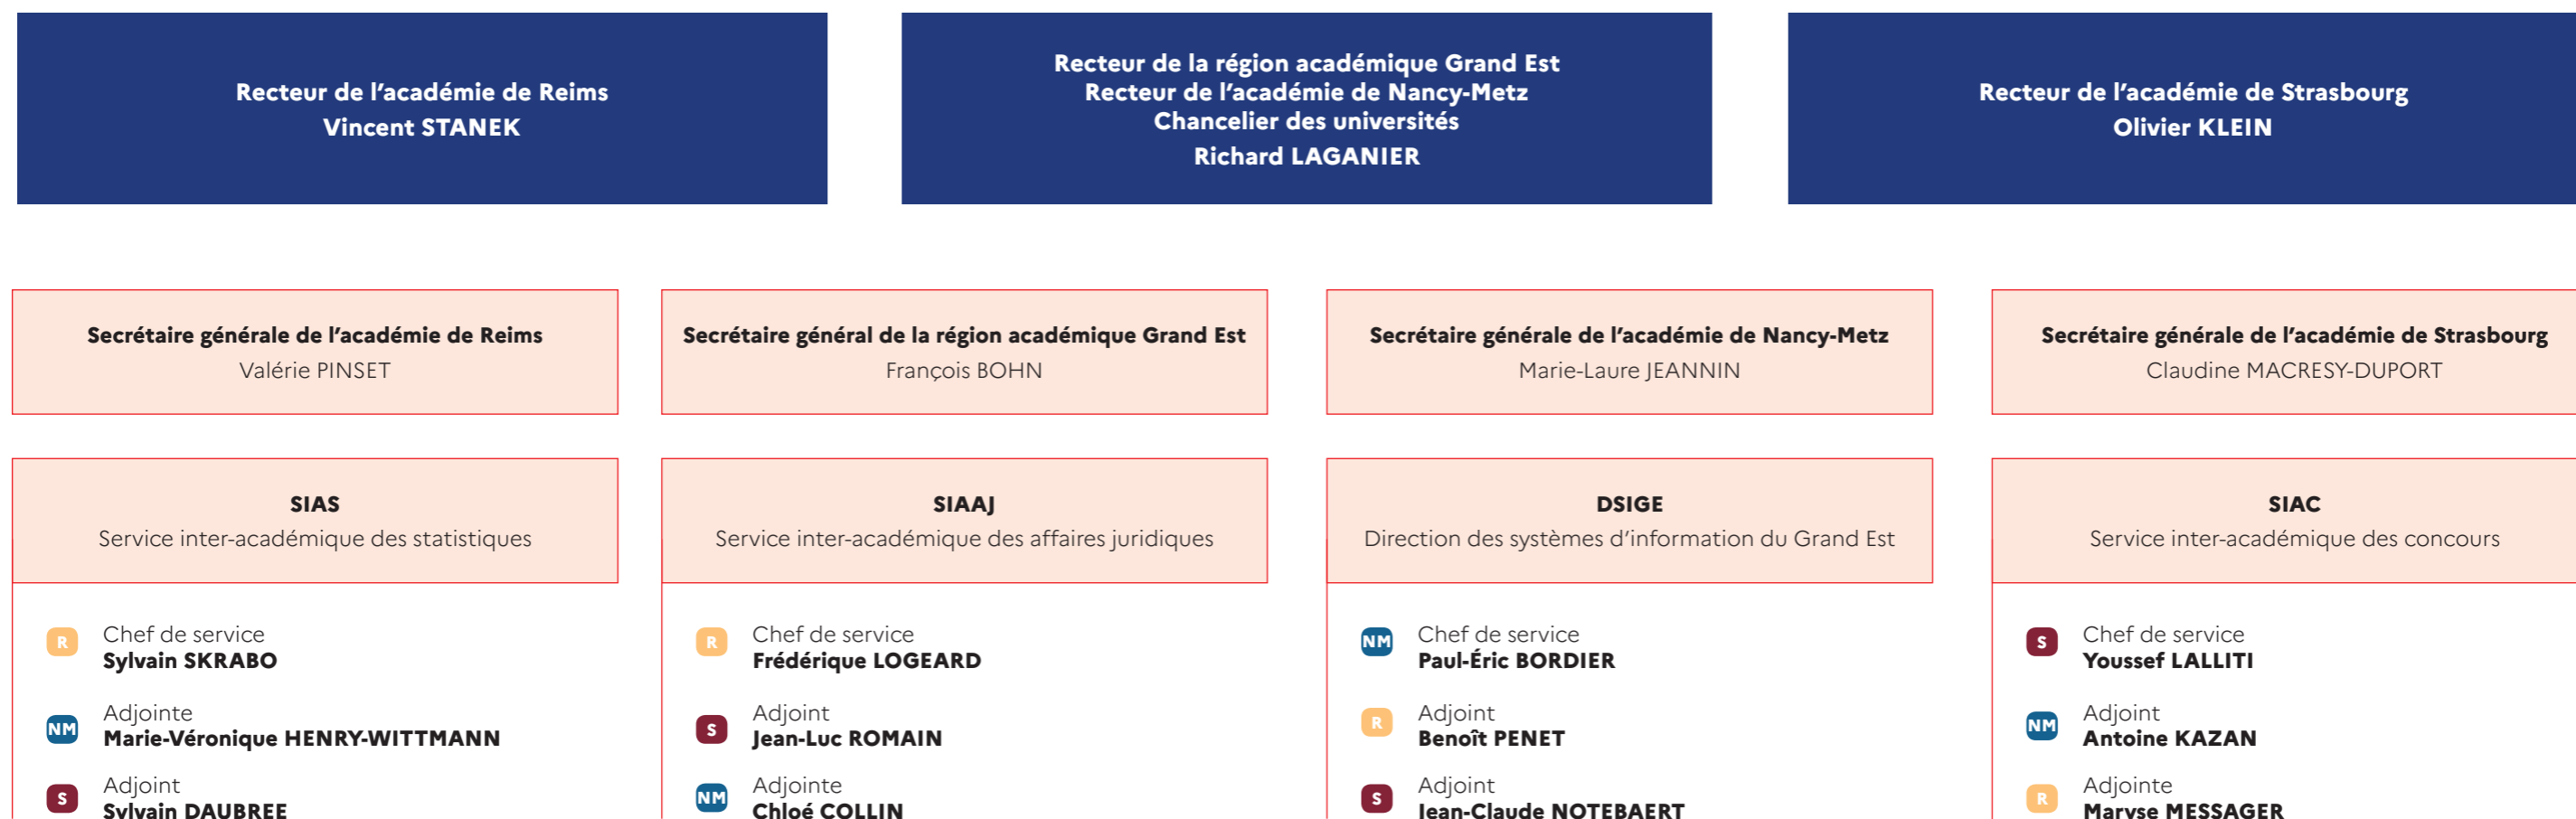 Recteur de l'académie de Reims
Vincent STANEK
Recteur de la région académique Grand Est
Recteur de l'académie de Nancy-Metz
Chancelier des universités
Richard LAGANIER
Recteur de l'académie de Strasbourg
Olivier KLEIN
Secrétaire générale de l'académie de Reims
Valérie PINSET
Secrétaire général de la région académique Grand Est
François BOHN
Secrétaire générale de l'académie de Nancy-Metz
Marie-Laure JEANNIN
Secrétaire générale de l'académie de Strasbourg
Claudine MACRESY-DUPORT
SIAS
Service inter-académique des statistiques
R
Chef de service
Sylvain SKRABO
NM
Adjointe
Marie-Véronique HENRY-WITTMANN
S
Adjoint
Sylvain DAUBREE
SIAAJ
Service inter-académique des affaires juridiques
R
Chef de service
Frédérique LOGEARD
S
Adjoint
Jean-Luc ROMAIN
NM
Adjointe
Chloé COLLIN
DSIGE
Direction des systèmes d'information du Grand Est
NM
Chef de service
Paul-Éric BORDIER
R
Adjoint
Benoît PENET
S
Adjoint
Jean-Claude NOTEBAERT
SIAC
Service inter-académique des concours
S
Chef de service
Youssef LALLITI
NM
Adjoint
Antoine KAZAN
R
Adjointe
Maryse MESSAGER